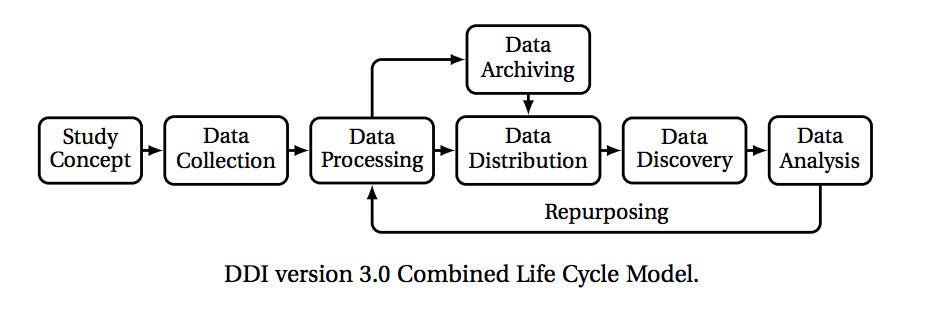 Data
Archiving
Study
Concept
Data
Collection
Data
Processing
Data
Distribution
Data
Discovery
Data
Analysis
Repurposing
DDI version 3.0 Combined Life Cycle Model.